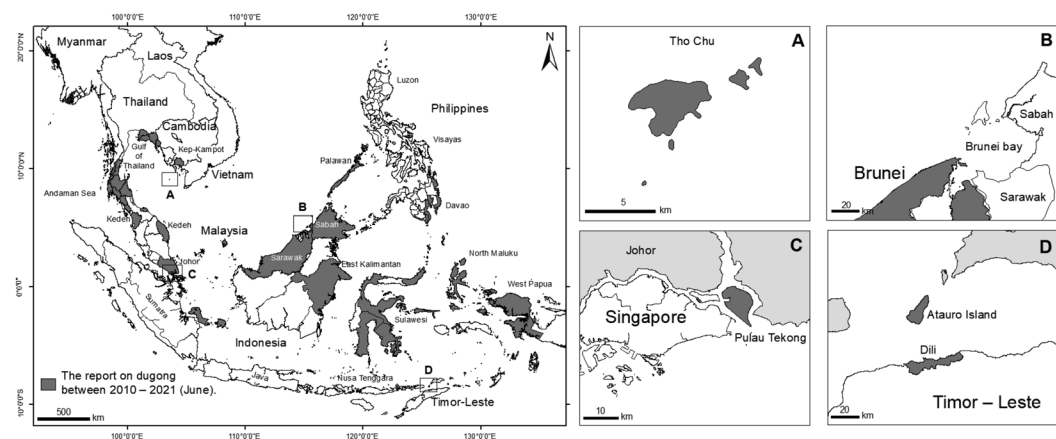 100°0'0"E 110°0'0"E 120°0'0"E 130°0'0"E
20°0'0"N
10°0'0"N
0°0'0"
10°0'0"S
Myanmar
Laos
N
Luzon
Thailand
Philippines
Cambodia
Visayas
Gulf
of
Thailand
Kep-Kampot
Palawan
Vietnam
A
Andaman Sea
B
Davao
Kedeh
Kedeh
Sabah
Malaysia
North Maluku
Sarawak
Johor
East Kalimantan
C
West Papua
Sumatra
Sulawesi
Indonesia
D
Java
Nusa Tenggara
The report on dugong
between 2010 – 2021 (June).
Timor-Leste
500
km
100°0'0"E 110°0'0"E 120°0'0"E 130°0'0"E
A
Tho Chu
5
km
B
Sabah
Brunei bay
Brunei
Sarawak
20
km
C
Johor
Singapore
Pulau Tekong
10
km
D
Atauro Island
Dili
Timor – Leste
20
km